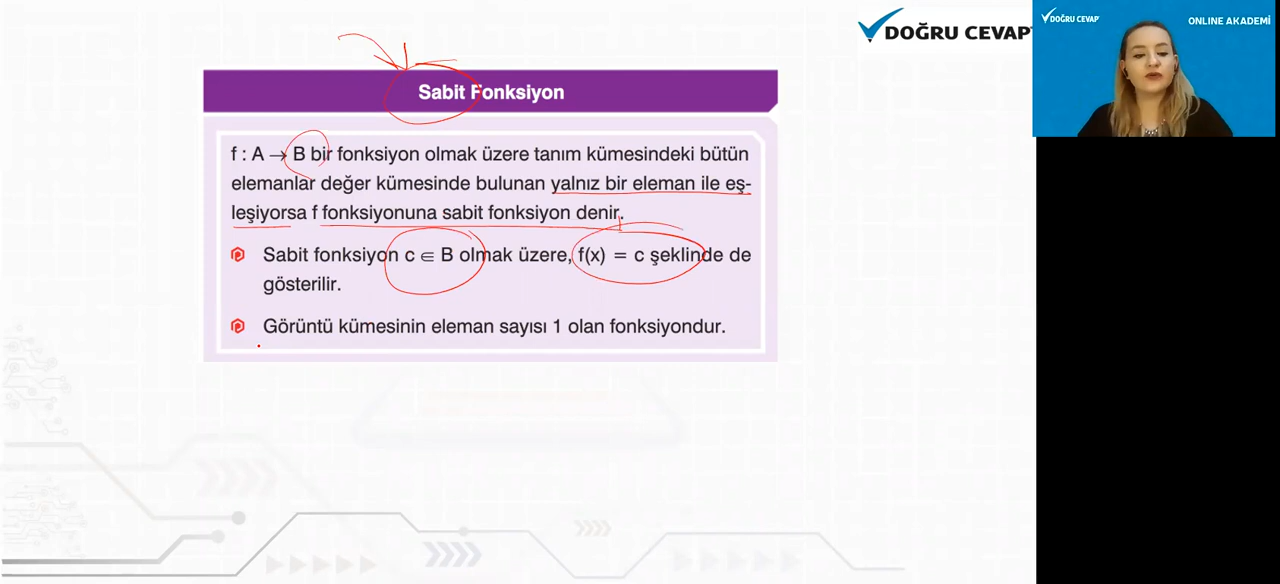 DOĞRU CEVAP
DOĞRU CEVAP
ONLINE AKADEMİ
Sabit Fonksiyon
f : A → B bir fonksiyon olmak üzere tanım kümesindeki bütün
elemanlar değer kümesinde bulunan yalnız bir eleman ile eş-
leşiyorsa f fonksiyonuna sabit fonksiyon denir.
Sabit fonksiyon c ∈ B olmak üzere, f(x) = c şeklinde de
gösterilir.
Görüntü kümesinin eleman sayısı 1 olan fonksiyondur.